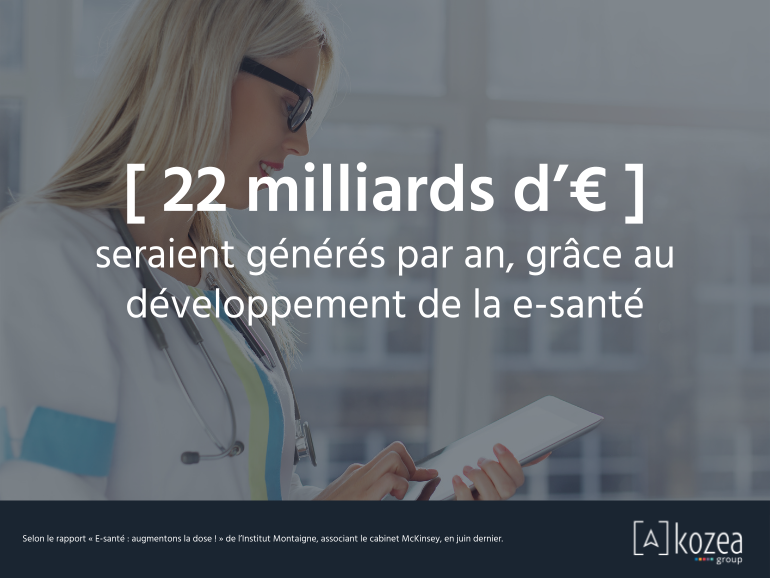 [ 22 milliards d’€ ]
seraient générés par an, grâce au
développement de la e-santé
Selon le rapport « E-santé : augmentons la dose ! » de l’Institut Montaigne, associant le cabinet McKinsey, en juin dernier.
kozea
group